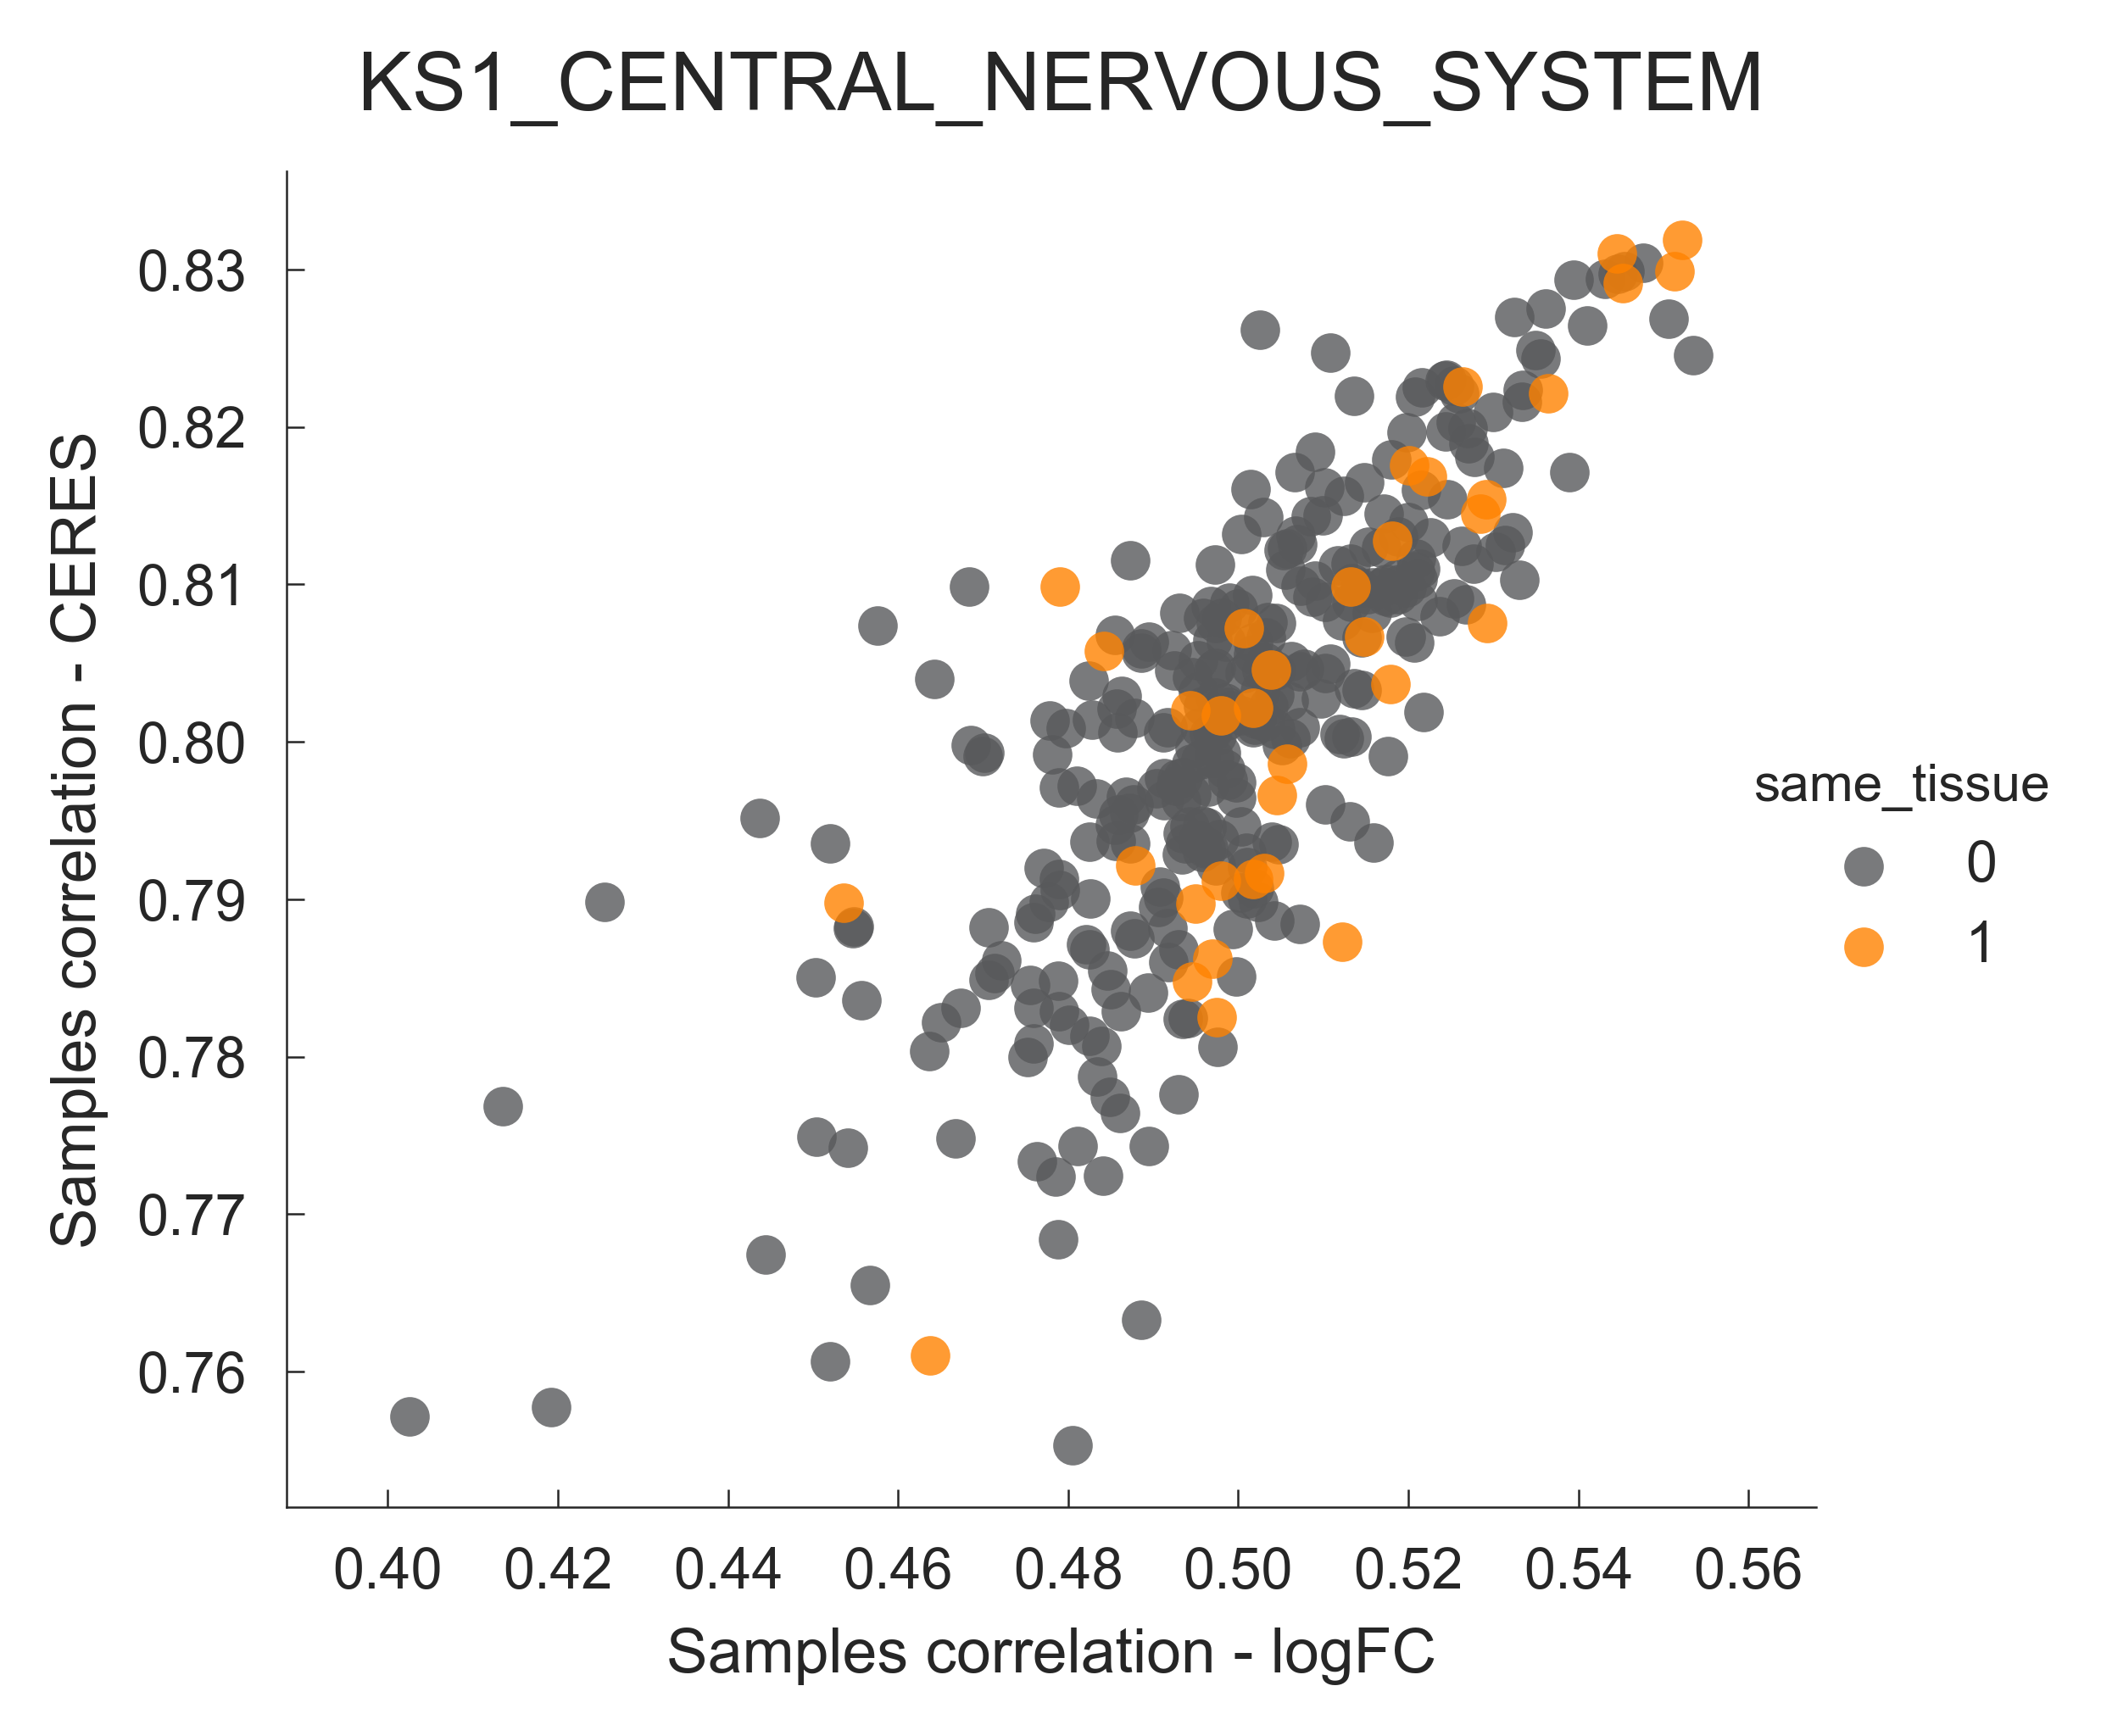 KS1_CENTRAL_NERVOUS_SYSTEM
Samples correlation - CERES
0.83
0.82
0.81
0.80
0.79
0.78
0.77
0.76
0.40 0.42 0.44 0.46 0.48 0.50 0.52 0.54 0.56
Samples correlation - logFC
same_tissue
0
1